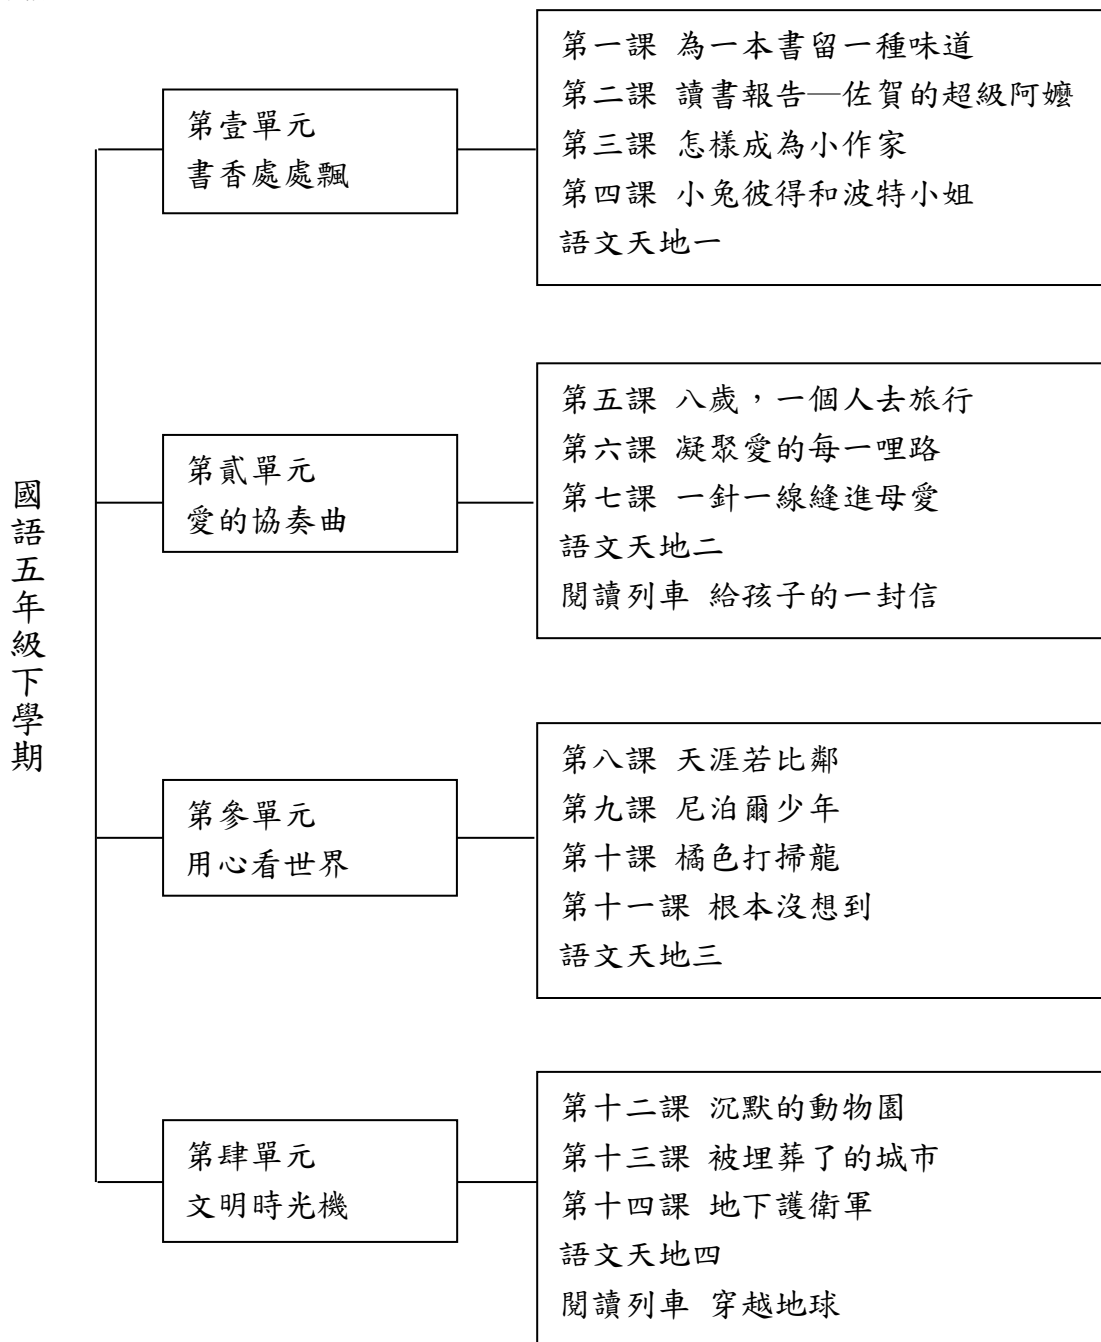 國語五年級下學期
第壹單元
書香處處飄
第一課 為一本書留一種味道
第二課 讀書報告—佐賀的超級阿嬤
第三課 怎樣成為小作家
第四課 小兔彼得和波特小姐
語文天地一
第貳單元
愛的協奏曲
第五課 八歲，一個人去旅行
第六課 凝聚愛的每一哩路
第七課 一針一線縫進母愛
語文天地二
閱讀列車 給孩子的一封信
第參單元
用心看世界
第八課 天涯若比鄰
第九課 尼泊爾少年
第十課 橘色打掃龍
第十一課 根本沒想到
語文天地三
第肆單元
文明時光機
第十二課 沉默的動物園
第十三課 被埋葬了的城市
第十四課 地下護衛軍
語文天地四
閱讀列車 穿越地球